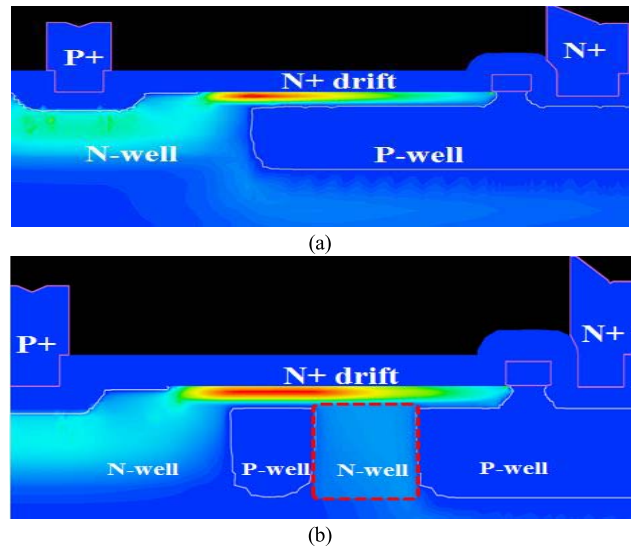 P+
N+
N+ drift
N-well
P-well
(a)
P+
N+
N+ drift
N-well
P-well
N-well
P-well
(b)